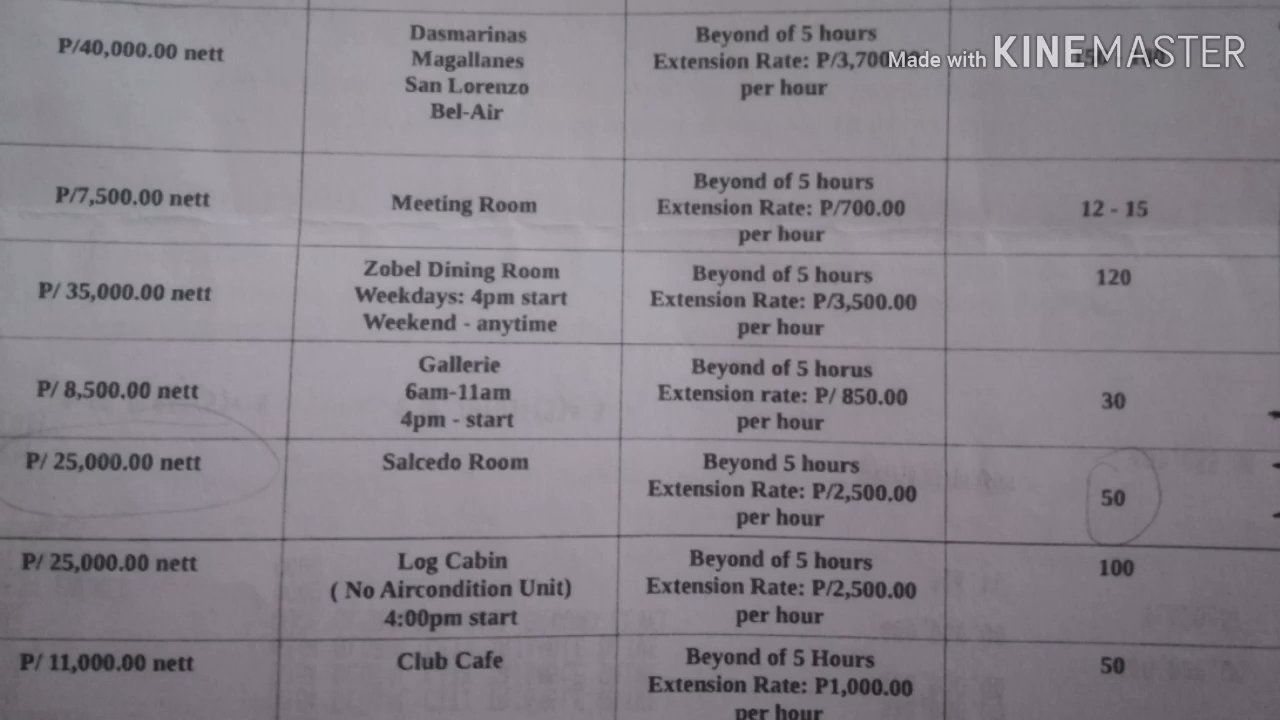 P/40,000.00 nett
Dasmarinas
Magallanes
San Lorenzo
Bel-Air
Beyond of 5 hours
Extension Rate: P/3,700
per hour
Made with KINEMASTER
P/7,500.00 nett
Meeting Room
Beyond of 5 hours
Extension Rate: P/700.00
per hour
12 - 15
P/ 35,000.00 nett
Zobel Dining Room
Weekdays: 4pm start
Weekend - anytime
Beyond of 5 hours
Extension Rate: P/3,500.00
per hour
120
P/ 8,500.00 nett
Gallerie
6am-11am
4pm - start
Beyond of 5 horus
Extension rate: P/ 850.00
per hour
30
P/ 25,000.00 nett
Salcedo Room
Beyond 5 hours
Extension Rate: P/2,500.00
per hour
50
P/ 25,000.00 nett
Log Cabin
( No Aircondition Unit)
4:00pm start
Beyond of 5 hours
Extension Rate: P/2,500.00
per hour
100
P/ 11,000.00 nett
Club Cafe
Beyond of 5 Hours
Extension Rate: P1,000.00
per hour
50